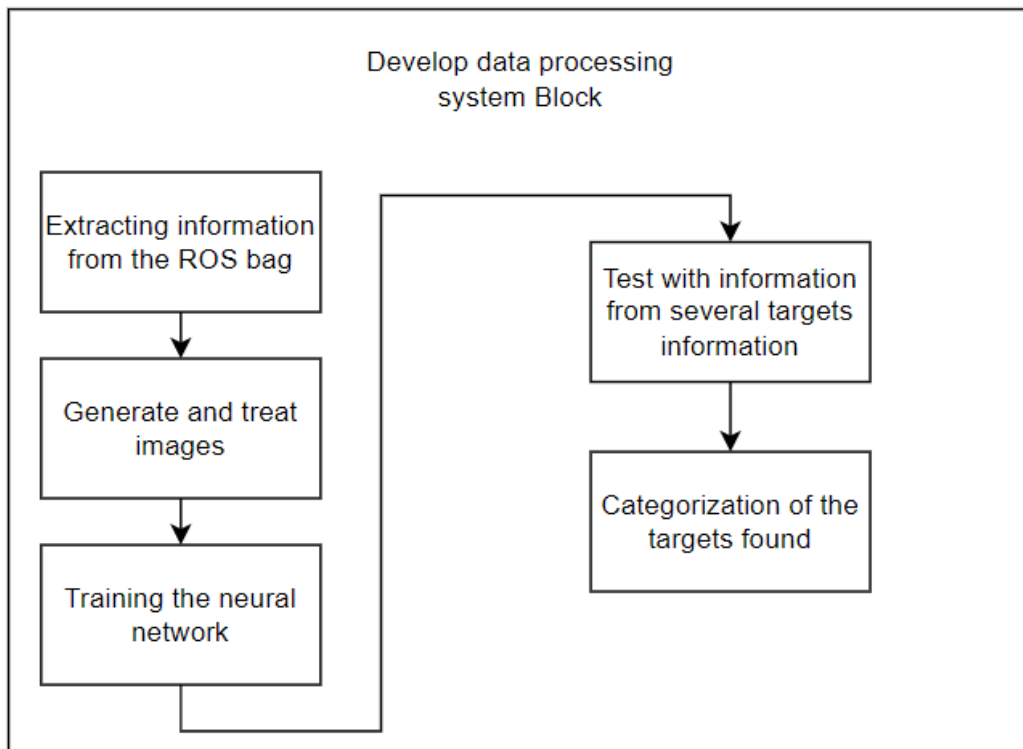 Develop data processing
system Block
Extracting information
from the ROS bag
Generate and treat
images
Training the neural
network
Test with information
from several targets
information
Categorization of the
targets found